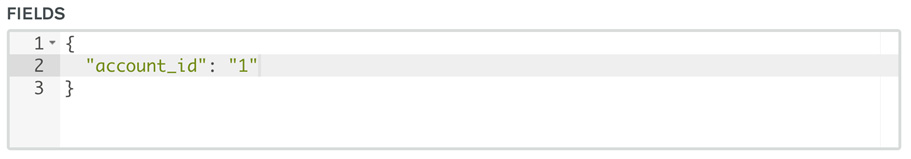 FIELDS
1 {
2   "account_id": "1"
3 }